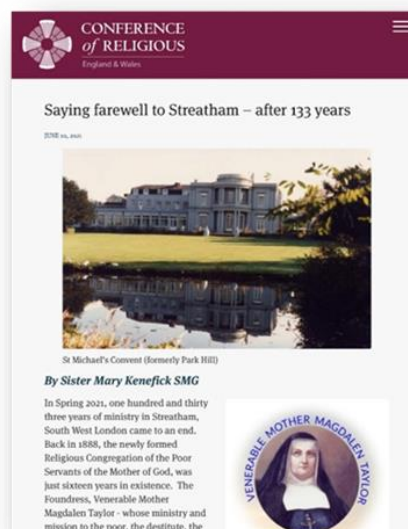 CONFERENCE
of RELIGIOUS
England & Wales
Saying farewell to Streatham – after 133 years
JUNE 2021
St Michael's Convent (formerly Park Hill)
By Sister Mary Kenefick SMG
In Spring 2021, one hundred and thirty
three years of ministry in Streatham,
South West London came to an end.
Back in 1888, the newly formed
Religious Congregation of the Poor
Servants of the Mother of God, was
just sixteen years in existence. The
Foundress, Venerable Mother
Magdalen Taylor - whose ministry and
mission to the poor, the destitute, the
VENERABLE MOTHER MAGDALEN TAYLOR